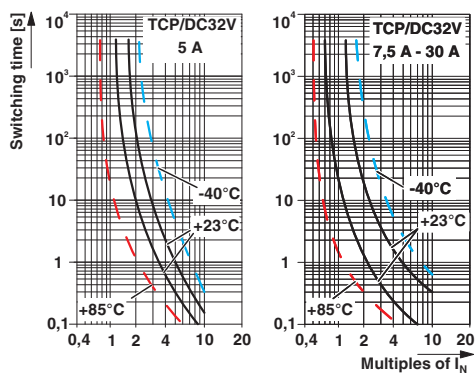 Switching time [s]
TCP/DC32V
5 A
10⁴
10³
10²
10
1
0,1
-40°C
+23°C
+85°C
0,4 1 2 4 10 20
TCP/DC32V
7,5 A - 30 A
10⁴
10³
10²
10
1
0,1
-40°C
+23°C
+85°C
0,4 1 2 4 10 20
Multiples of I_N